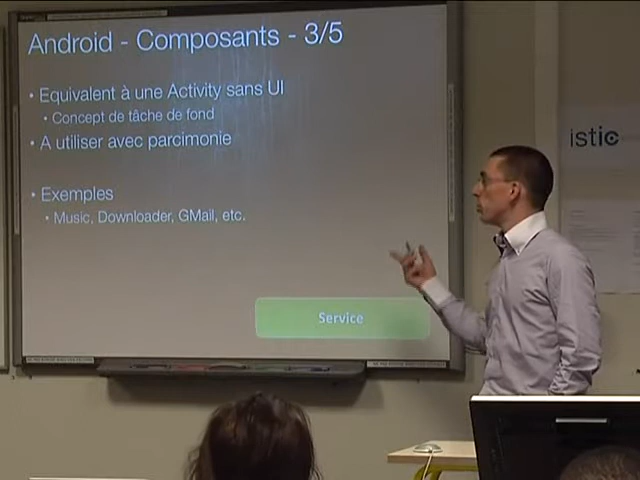 Android - Composants - 3/5
• Equivalent à une Activity sans UI
• Concept de tâche de fond
• A utiliser avec parcimonie
• Exemples
• Music, Downloader, GMail, etc.
Service
istic